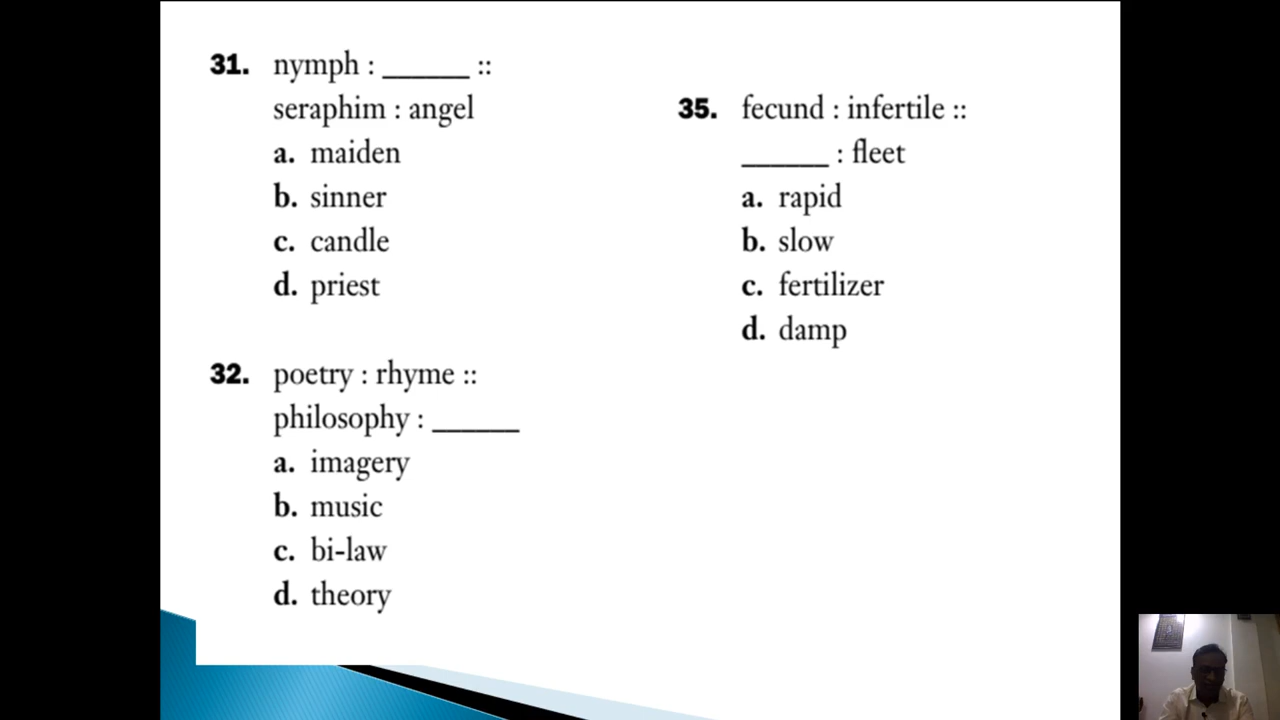 31. nymph : ______ ::
seraphim : angel
a. maiden
b. sinner
c. candle
d. priest
32. poetry : rhyme ::
philosophy : ______
a. imagery
b. music
c. bi-law
d. theory
35. fecund : infertile ::
______ : fleet
a. rapid
b. slow
c. fertilizer
d. damp